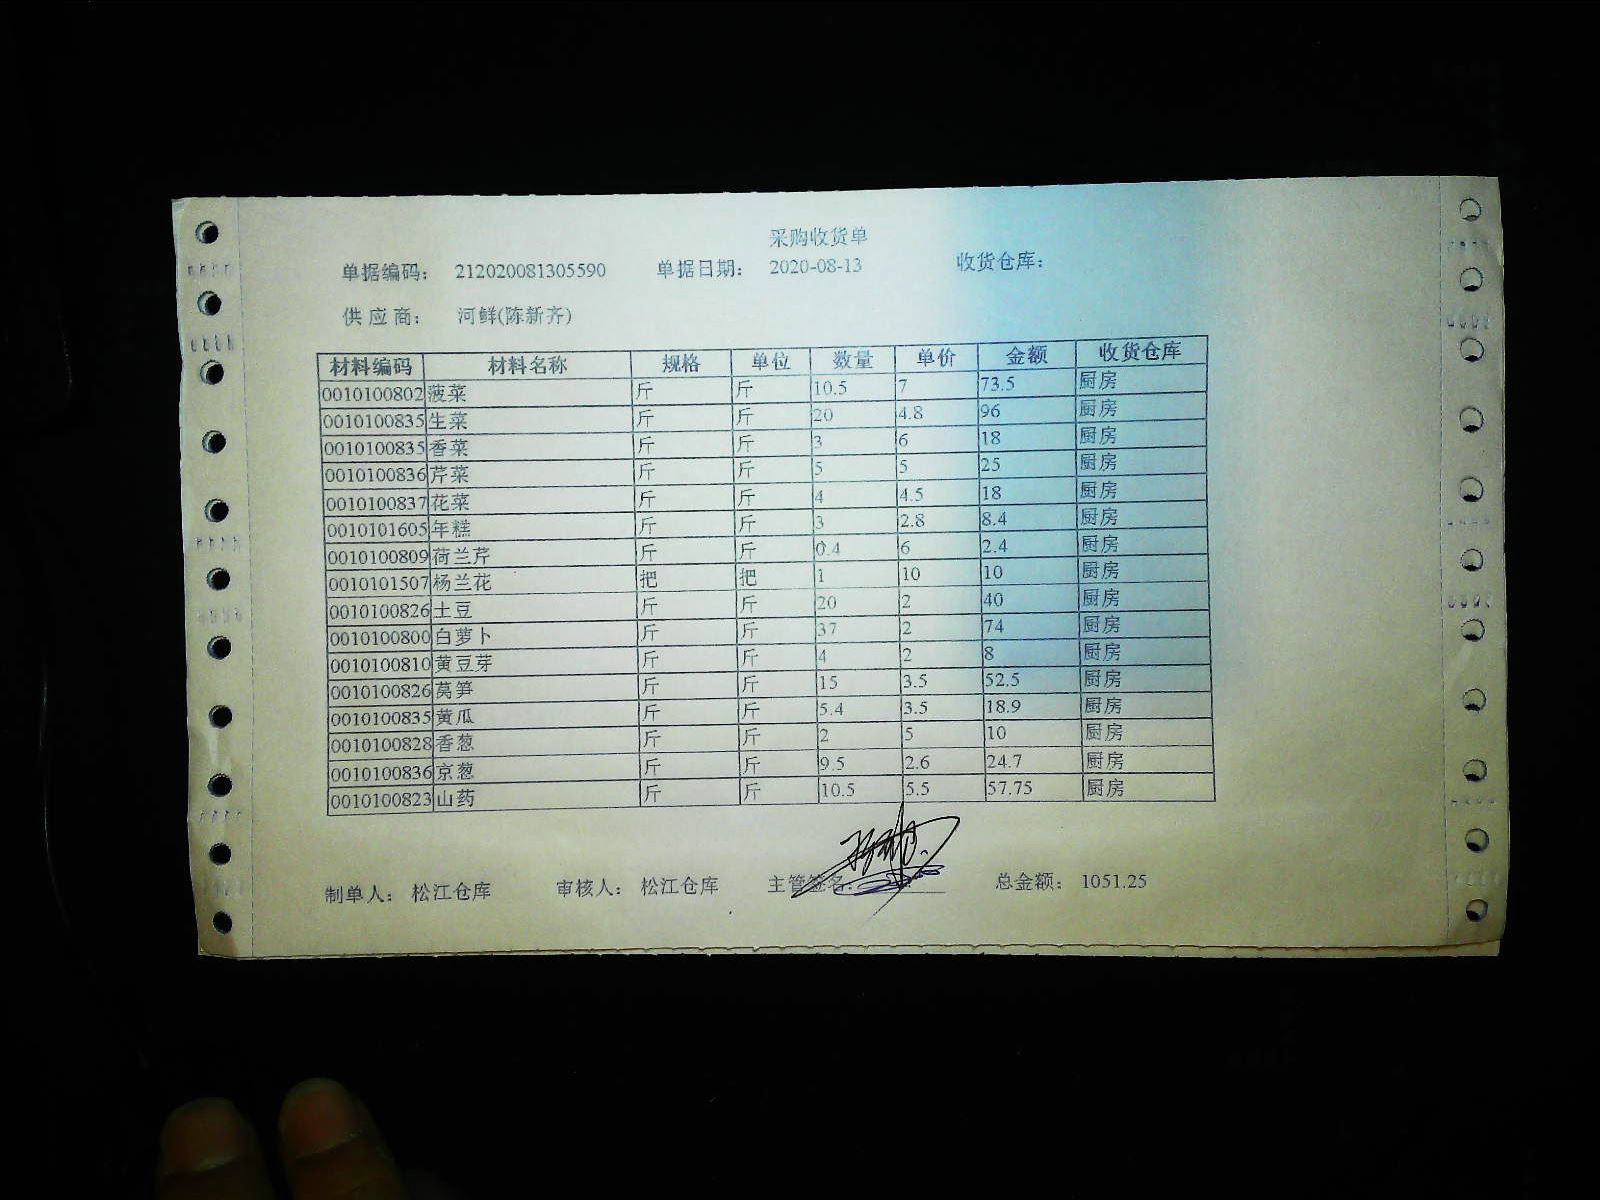 采购收货单
单据编码： 212020081305590 单据日期： 2020-08-13 收货仓库：
供 应 商： 河鲜(陈新齐)
材料编码 材料名称 规格 单位 数量 单价 金额 收货仓库
0010100802 菠菜 斤 斤 10.5 7 73.5 厨房
0010100835 生菜 斤 斤 20 4.8 96 厨房
0010100835 香菜 斤 斤 3 6 18 厨房
0010100836 芹菜 斤 斤 5 5 25 厨房
0010100837 花菜 斤 斤 4 4.5 18 厨房
0010101605 年糕 斤 斤 3 2.8 8.4 厨房
0010100809 荷兰芹 斤 斤 0.4 6 2.4 厨房
0010101507 杨兰花 把 把 1 10 10 厨房
0010100826 土豆 斤 斤 20 2 40 厨房
0010100800 白萝卜 斤 斤 37 2 74 厨房
0010100810 黄豆芽 斤 斤 4 2 8 厨房
0010100826 莴笋 斤 斤 15 3.5 52.5 厨房
0010100835 黄瓜 斤 斤 5.4 3.5 18.9 厨房
0010100828 香葱 斤 斤 2 5 10 厨房
0010100836 京葱 斤 斤 9.5 2.6 24.7 厨房
0010100823 山药 斤 斤 10.5 5.5 57.75 厨房
制单人： 松江仓库 审核人： 松江仓库 主管签名： 总金额： 1051.25